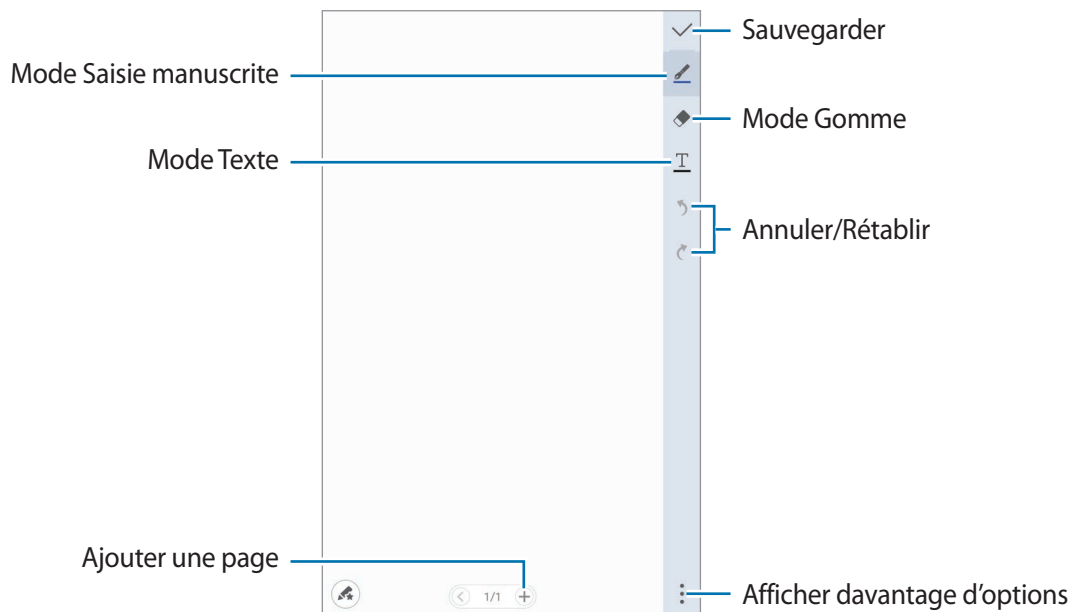 Sauvegarder
Mode Saisie manuscrite
Mode Gomme
Mode Texte
T
Annuler/Rétablir
Ajouter une page
1/1
Afficher davantage d’options